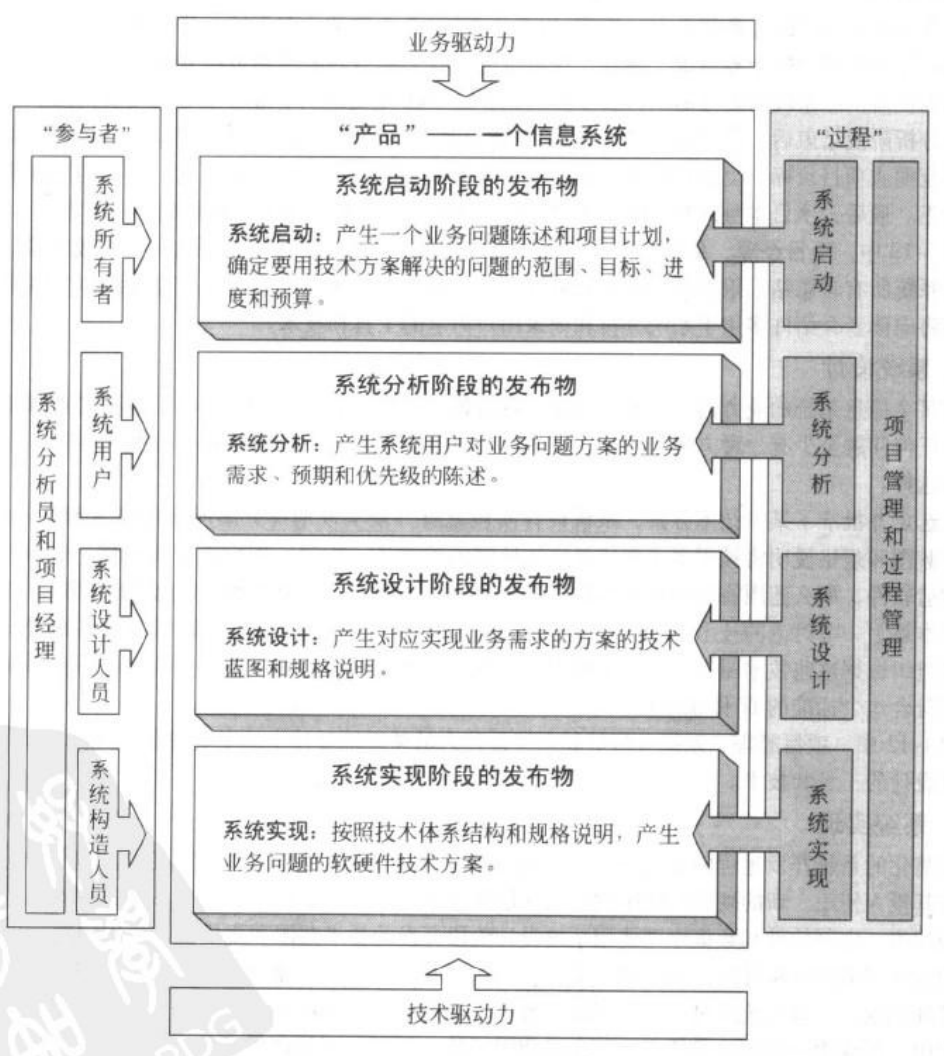 业务驱动力
“参与者”
系统分析员和项目经理
系统所有者
系统用户
系统设计人员
系统构造人员
“产品”——一个信息系统
系统启动阶段的发布物
系统启动：产生一个业务问题陈述和项目计划，
确定要用技术方案解决的问题的范围、目标、进
度和预算。
系统分析阶段的发布物
系统分析：产生系统用户对业务问题方案的业务
需求、预期和优先级的陈述。
系统设计阶段的发布物
系统设计：产生对应实现业务需求的方案的技术
蓝图和规格说明。
系统实现阶段的发布物
系统实现：按照技术体系结构和规格说明，产生
业务问题的软硬件技术方案。
“过程”
系统启动
系统分析
系统设计
系统实现
项目管理和过程管理
技术驱动力